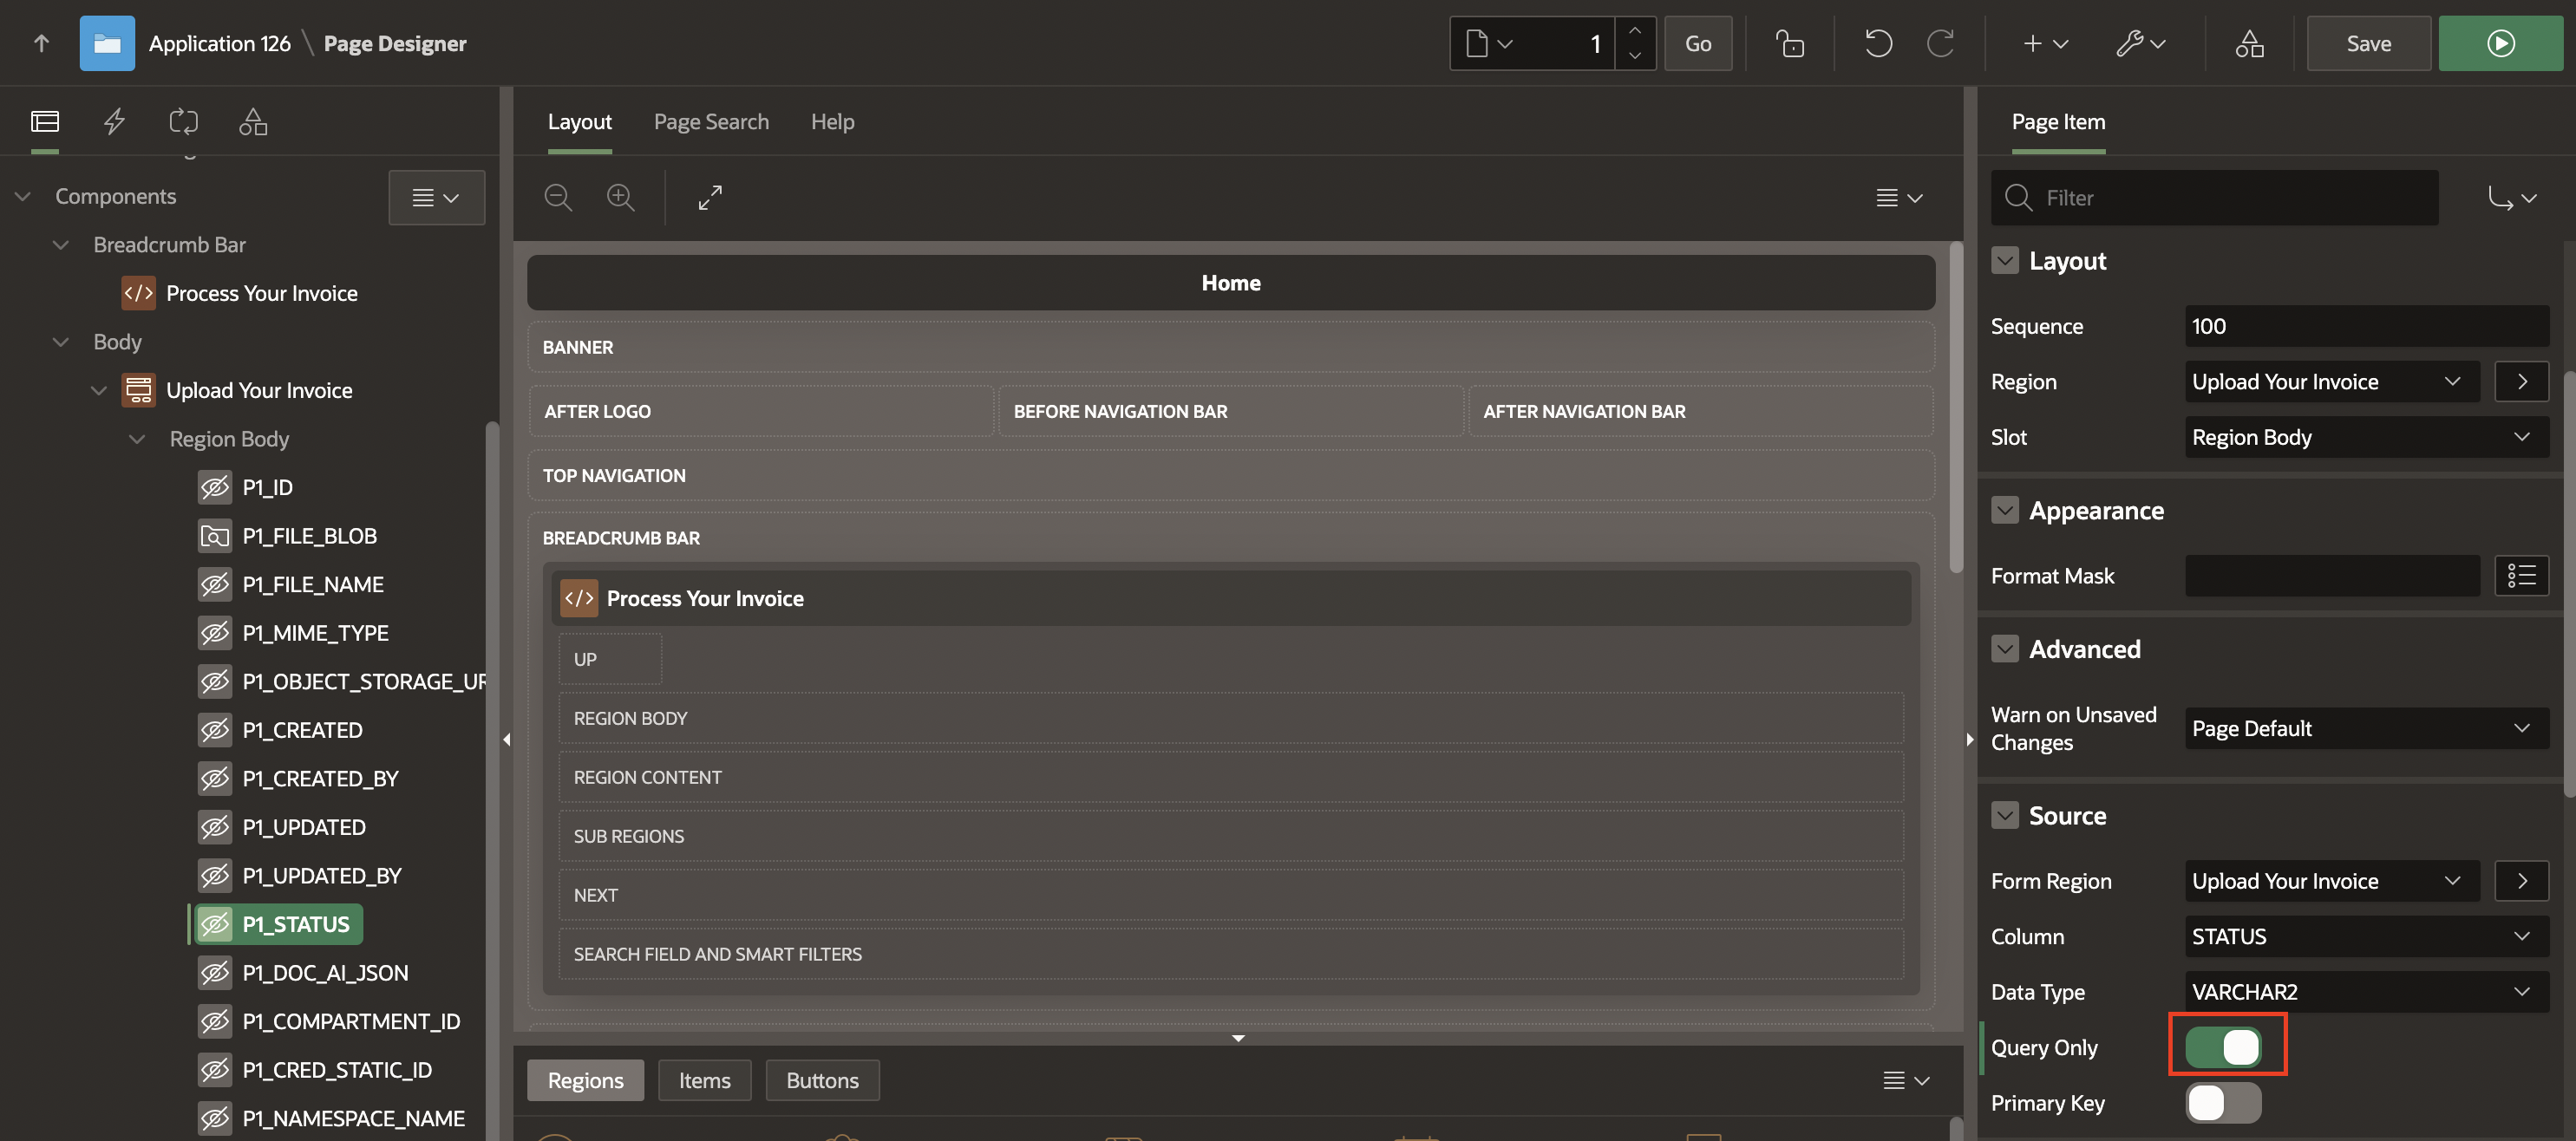 Application 126 \ Page Designer
1
Go
Save
Components
Breadcrumb Bar
</> Process Your Invoice
Body
Upload Your Invoice
Region Body
P1_ID
P1_FILE_BLOB
P1_FILE_NAME
P1_MIME_TYPE
P1_OBJECT_STORAGE_UR
P1_CREATED
P1_CREATED_BY
P1_UPDATED
P1_UPDATED_BY
P1_STATUS
P1_DOC_AI_JSON
P1_COMPARTMENT_ID
P1_CRED_STATIC_ID
P1_NAMESPACE_NAME
Layout Page Search Help
Home
BANNER
AFTER LOGO BEFORE NAVIGATION BAR AFTER NAVIGATION BAR
TOP NAVIGATION
BREADCRUMB BAR
</> Process Your Invoice
UP
REGION BODY
REGION CONTENT
SUB REGIONS
NEXT
SEARCH FIELD AND SMART FILTERS
Regions Items Buttons
Page Item
Filter
Layout
Sequence 100
Region Upload Your Invoice
Slot Region Body
Appearance
Format Mask
Advanced
Warn on Unsaved
Changes
Page Default
Source
Form Region Upload Your Invoice
Column STATUS
Data Type VARCHAR2
Query Only
Primary Key